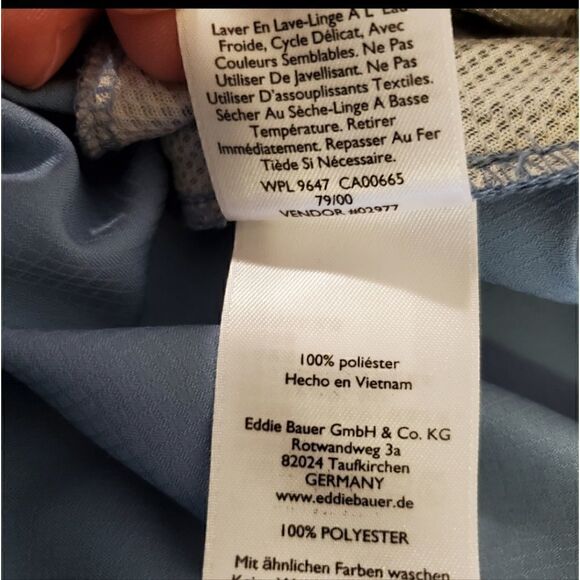 Laver En Lave-Linge A L' Eau
Froide, Cycle Délicat, Avec
Couleurs Semblables. Ne Pas
Utiliser De Javellisant. Ne Pas
Utiliser D'assouplissants Textiles.
Sécher Au Sèche-Linge A Basse
Température. Retirer
Immédiatement. Repasser Au Fer
Tiède Si Nécessaire.
WPL 9647 CA00665
79/00
VENDOR #02977
100% poliéster
Hecho en Vietnam
Eddie Bauer GmbH & Co. KG
Rotwandweg 3a
82024 Taufkirchen
GERMANY
www.eddiebauer.de
100% POLYESTER
Mit ähnlichen Farben waschen